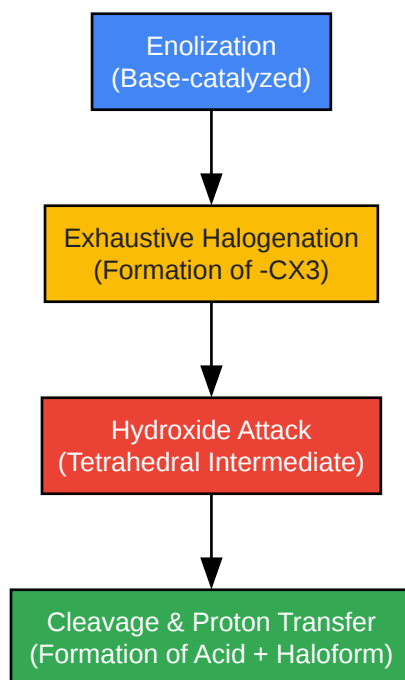 Enolization
(Base-catalyzed)
Exhaustive Halogenation
(Formation of -CX3)
Hydroxide Attack
(Tetrahedral Intermediate)
Cleavage & Proton Transfer
(Formation of Acid + Haloform)